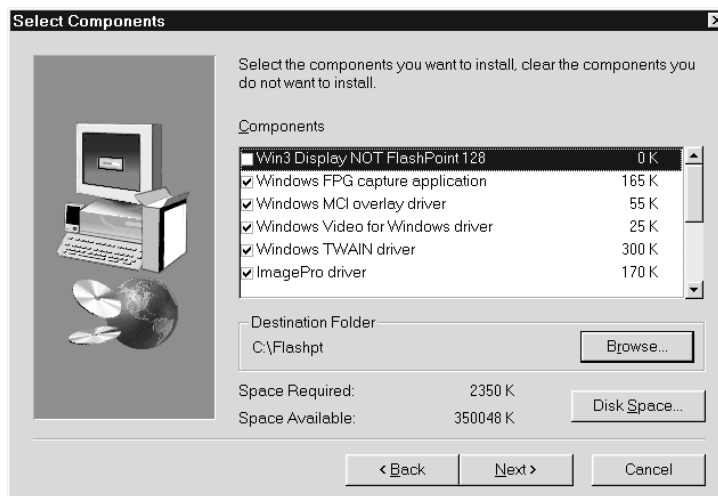 Select Components
Select the components you want to install, clear the components you
do not want to install.
Components
Win3 Display NOT FlashPoint 128 0 K
Windows FPG capture application 165 K
Windows MCI overlay driver 55 K
Windows Video for Windows driver 25 K
Windows TWAIN driver 300 K
ImagePro driver 170 K
Destination Folder
C:\Flashpt
Browse...
Space Required: 2350 K
Space Available: 350048 K
Disk Space...
< Back
Next >
Cancel